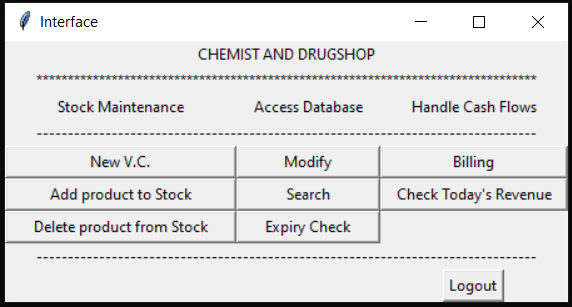 Interface
CHEMIST AND DRUGSHOP
********************************************************************************
Stock Maintenance Access Database Handle Cash Flows
------------------------------------------------------------------------------------
New V.C. Modify Billing
Add product to Stock Search Check Today's Revenue
Delete product from Stock Expiry Check
------------------------------------------------------------------------------------
Logout